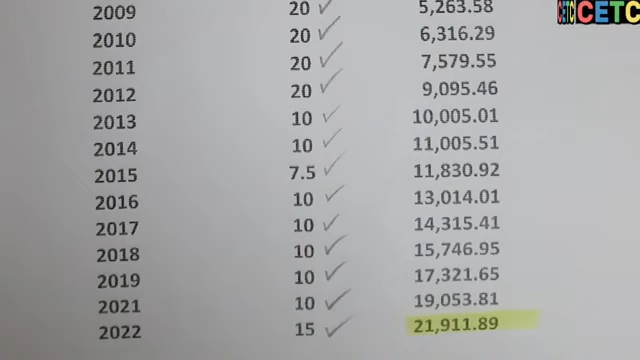 CETC CETC
2009 20 ✓ 5,263.58
2010 20 ✓ 6,316.29
2011 20 ✓ 7,579.55
2012 20 ✓ 9,095.46
2013 10 ✓ 10,005.01
2014 10 ✓ 11,005.51
2015 7.5 ✓ 11,830.92
2016 10 ✓ 13,014.01
2017 10 ✓ 14,315.41
2018 10 ✓ 15,746.95
2019 10 ✓ 17,321.65
2021 10 ✓ 19,053.81
2022 15 ✓ 21,911.89